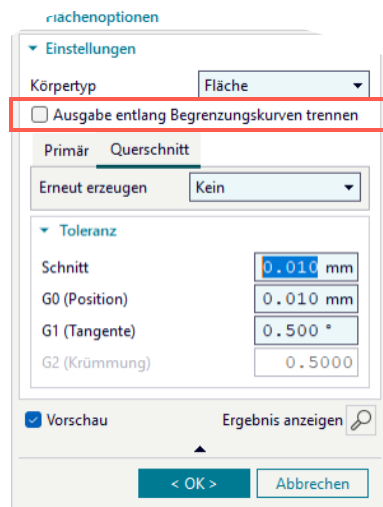 Flächenoptionen
Einstellungen
Körpertyp Fläche
Ausgabe entlang Begrenzungskurven trennen
Primär Querschnitt
Erneut erzeugen Kein
Toleranz
Schnitt 0.010 mm
G0 (Position) 0.010 mm
G1 (Tangente) 0.500 °
G2 (Krümmung) 0.5000
Vorschau Ergebnis anzeigen
< OK > Abbrechen